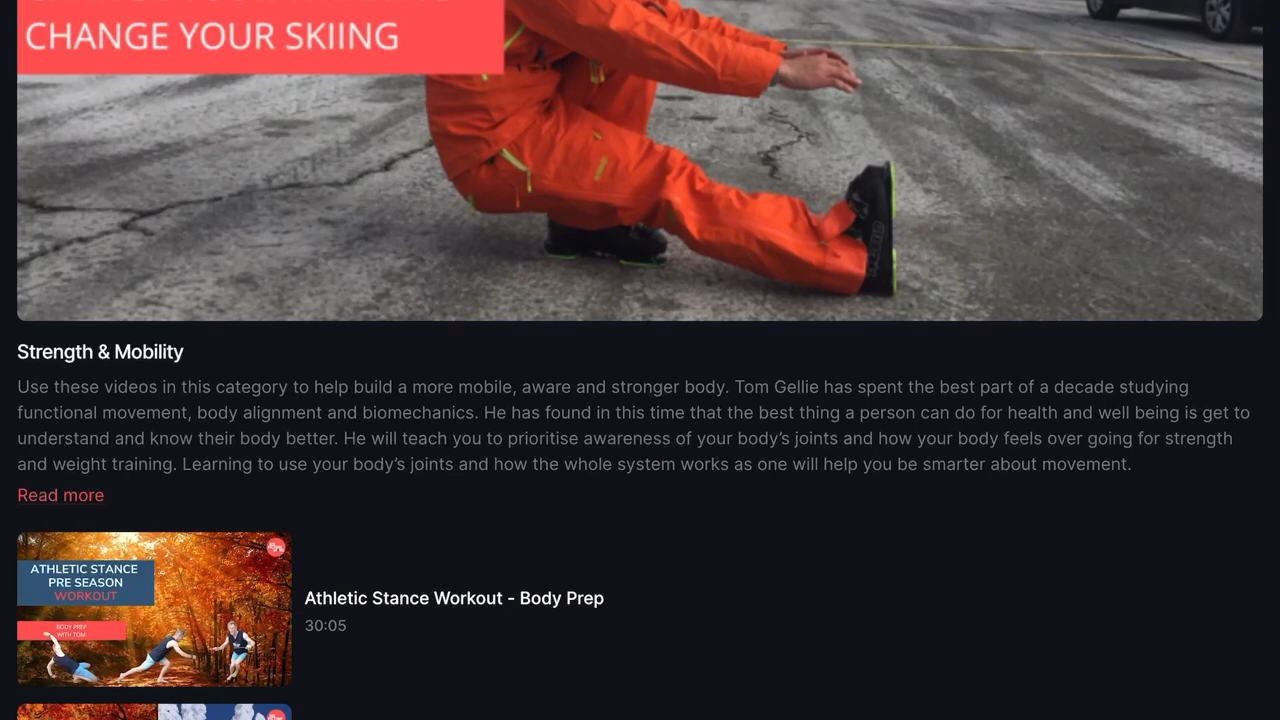 CHANGE YOUR SKIING
Strength & Mobility
Use these videos in this category to help build a more mobile, aware and stronger body. Tom Gellie has spent the best part of a decade studying
functional movement, body alignment and biomechanics. He has found in this time that the best thing a person can do for health and well being is get to
understand and know their body better. He will teach you to prioritise awareness of your body’s joints and how your body feels over going for strength
and weight training. Learning to use your body’s joints and how the whole system works as one will help you be smarter about movement.
Read more
ATHLETIC STANCE
PRE SEASON
WORKOUT
BODY PREP
WITH TOM
Athletic Stance Workout - Body Prep
30:05